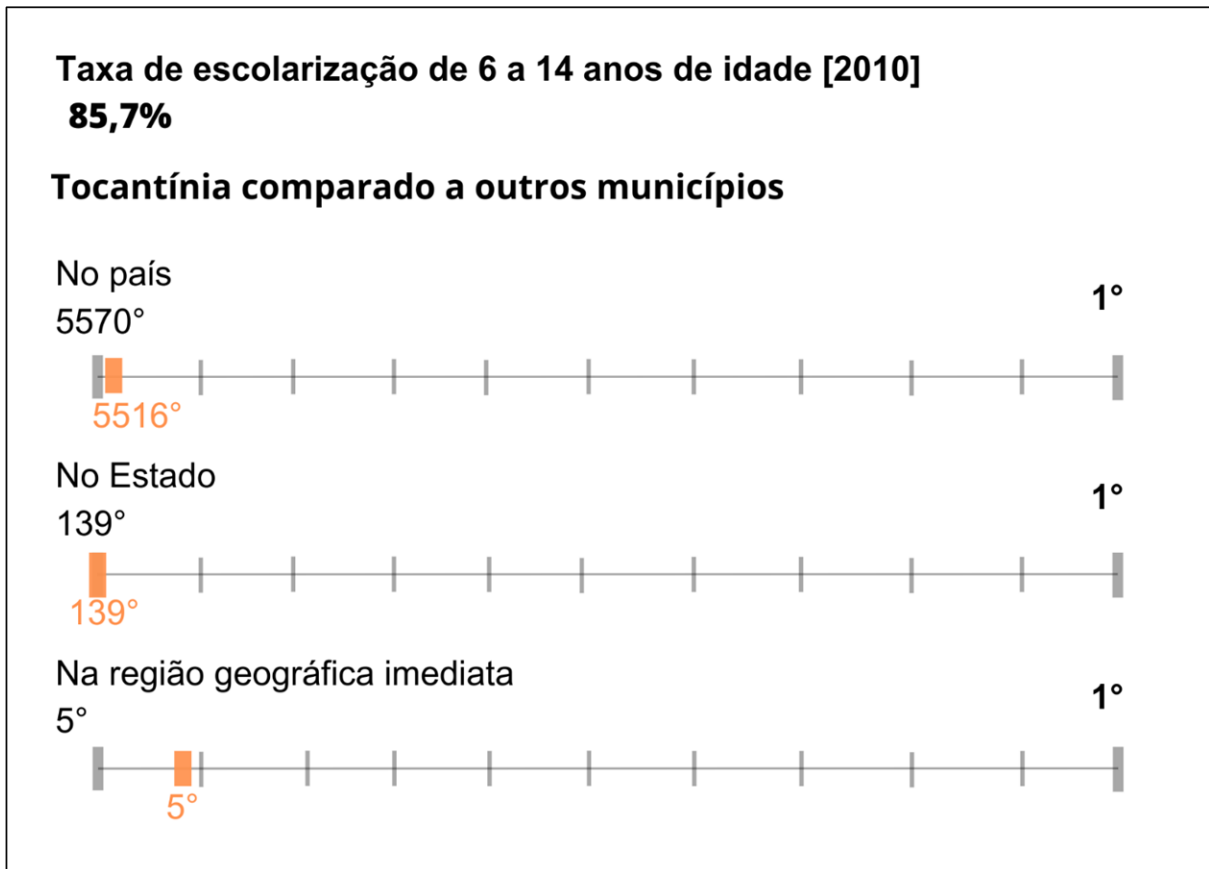 Taxa de escolarização de 6 a 14 anos de idade [2010]
85,7%
Tocantínia comparado a outros municípios
No país
5570°
1°
5516°
No Estado
139°
1°
139°
Na região geográfica imediata
5°
1°
5°